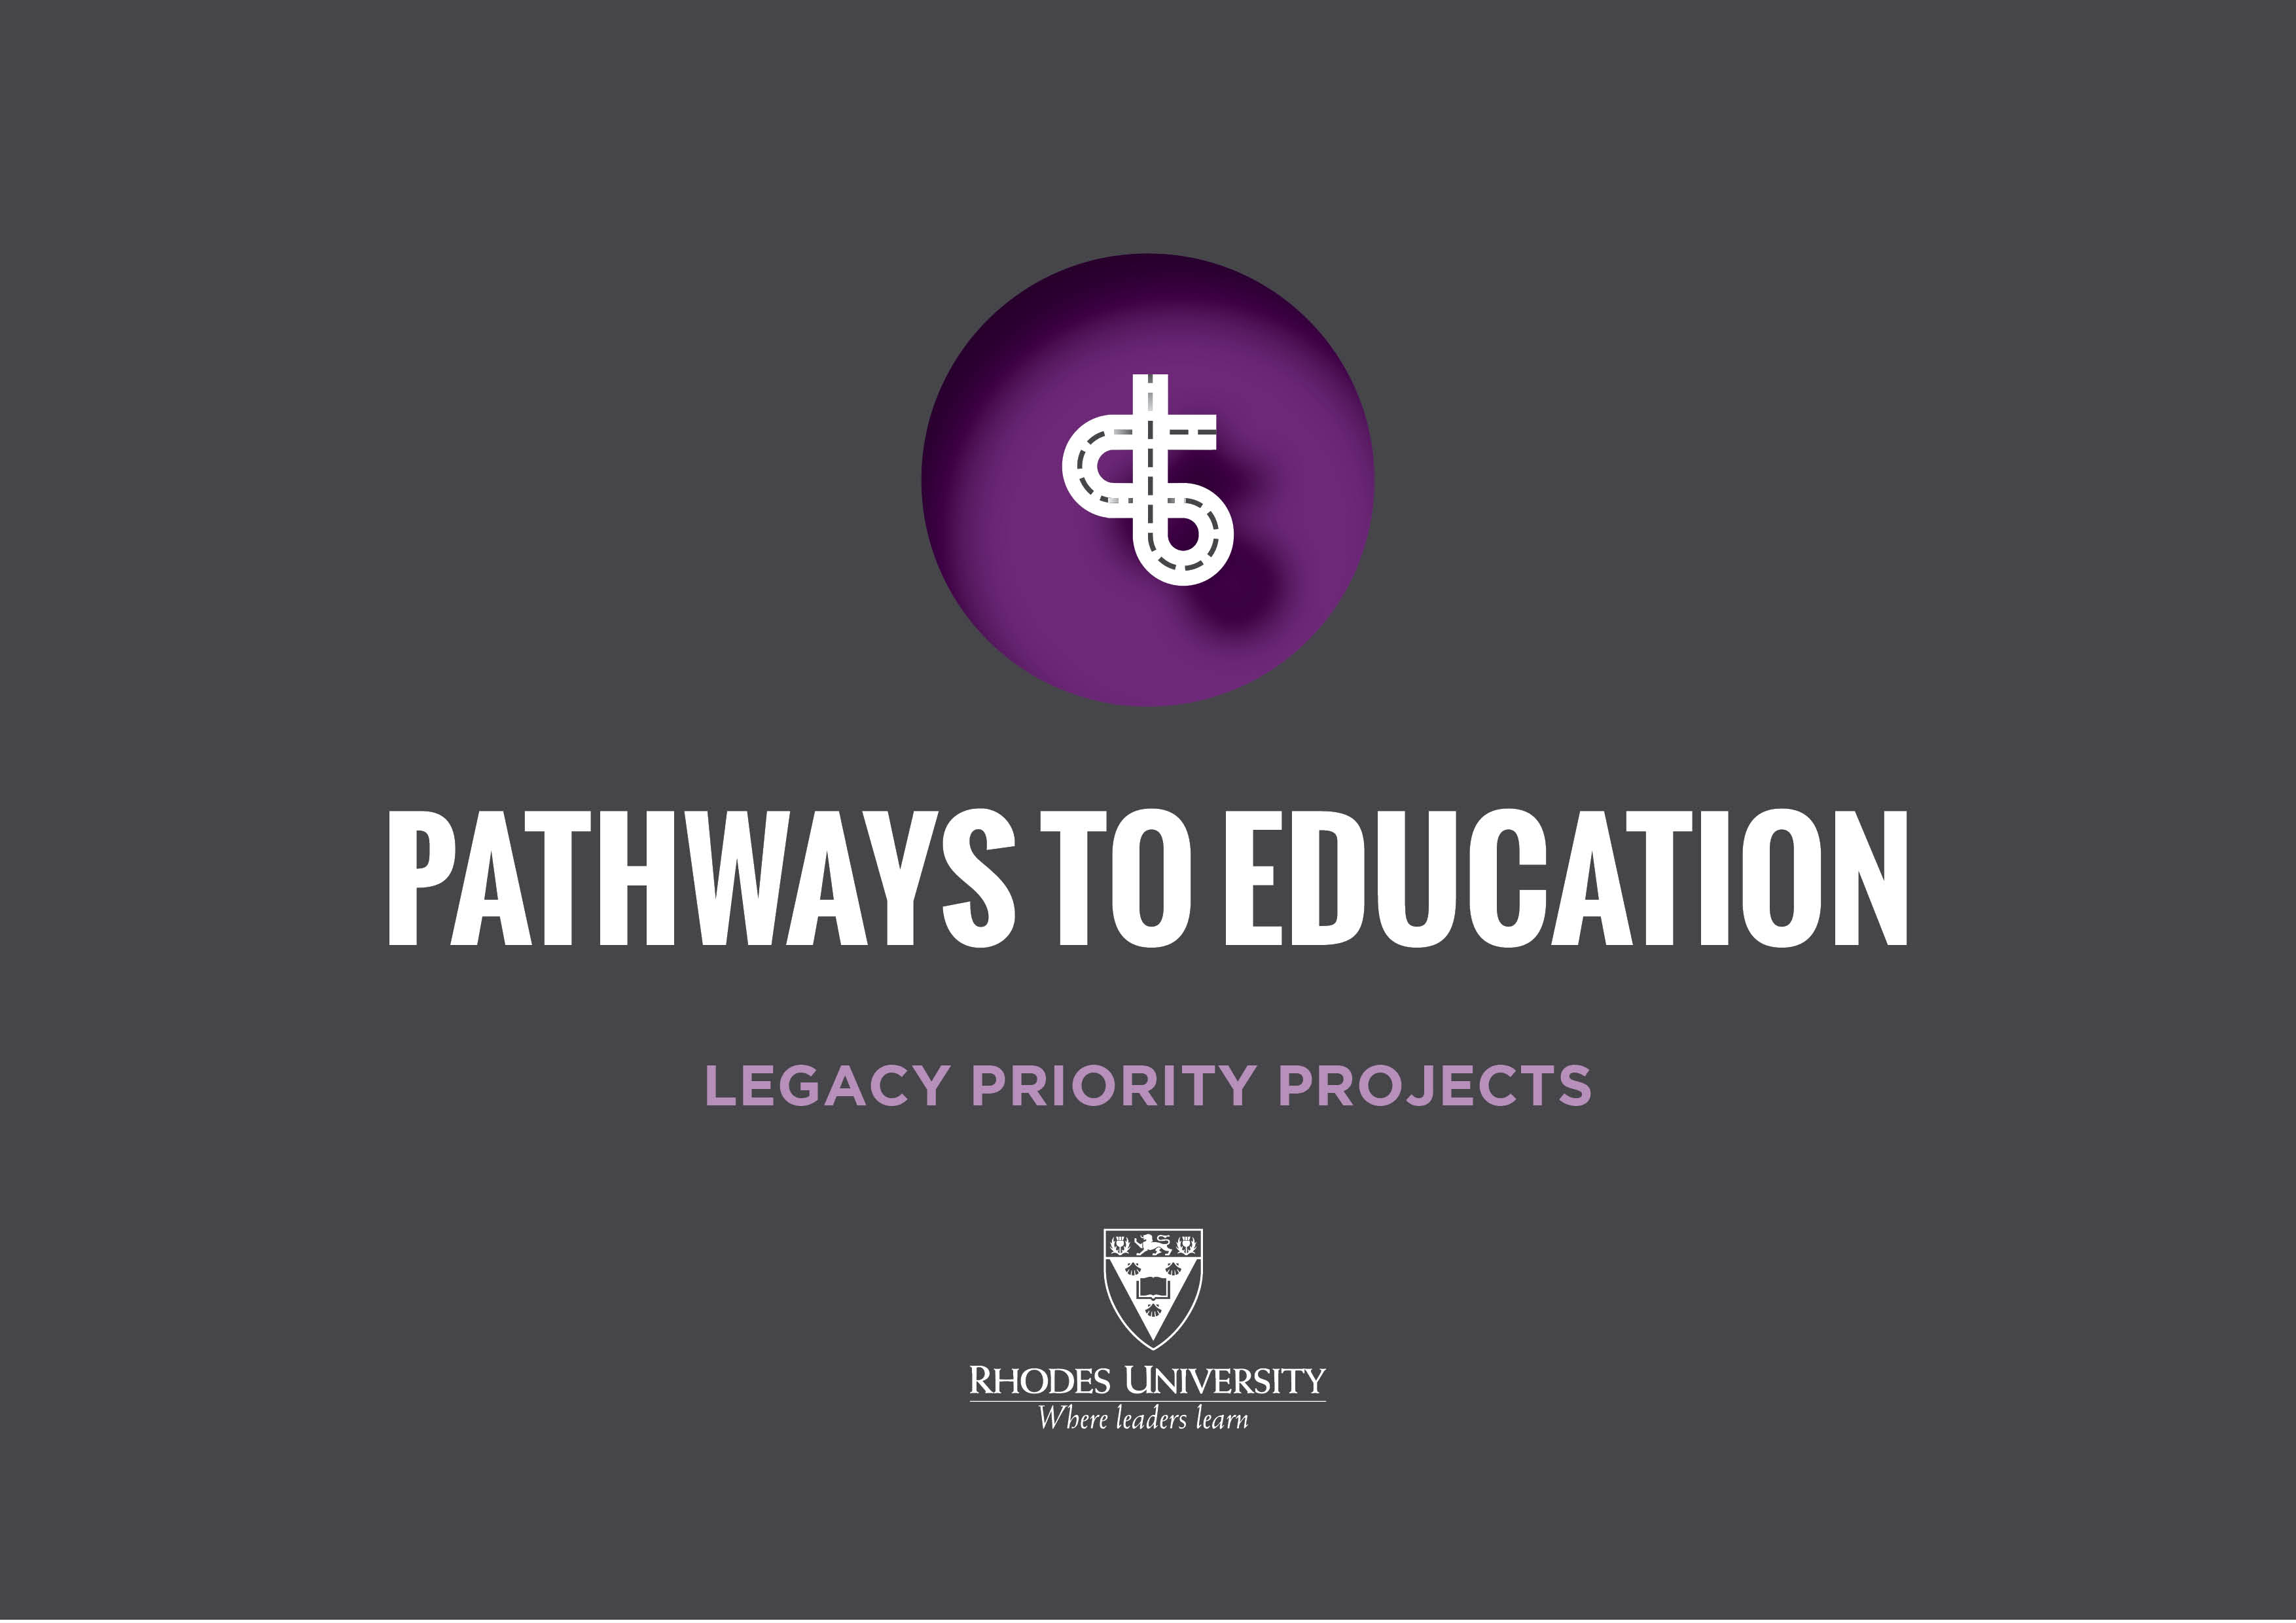 PATHWAYS TO EDUCATION
LEGACY PRIORITY PROJECTS
RHODES UNIVERSITY
Where leaders learn